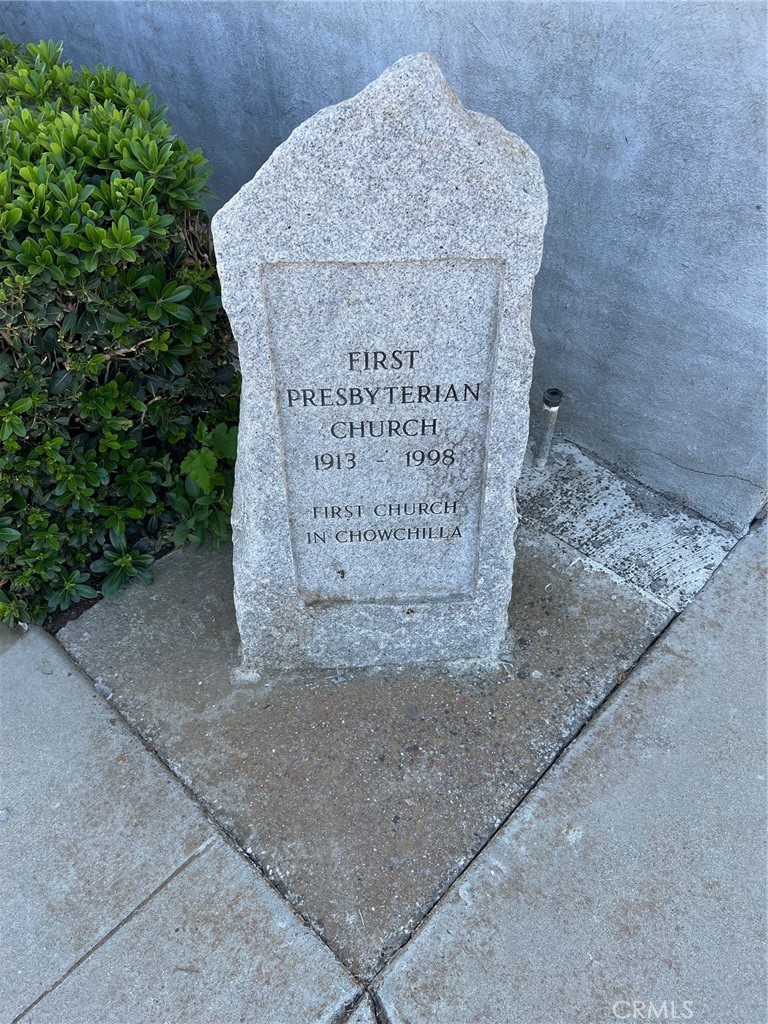 FIRST
PRESBYTERIAN
CHURCH
1913 - 1998
FIRST CHURCH
IN CHOWCHILLA
CRMLS